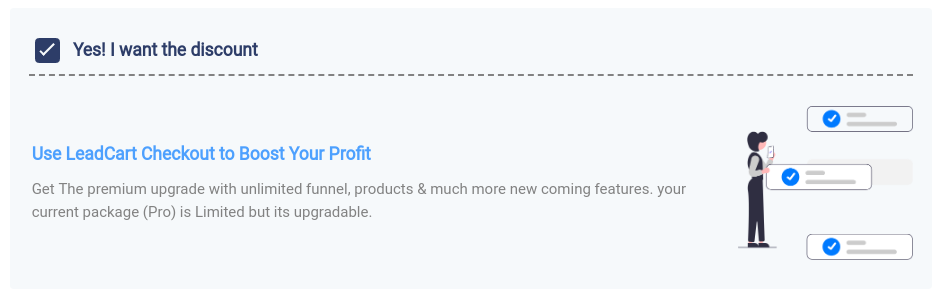 Yes! I want the discount
Use LeadCart Checkout to Boost Your Profit
Get The premium upgrade with unlimited funnel, products & much more new coming features. your
current package (Pro) is Limited but its upgradable.